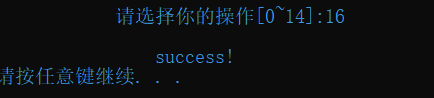 请选择你的操作[0~14]:16
success!
请按任意键继续. . .